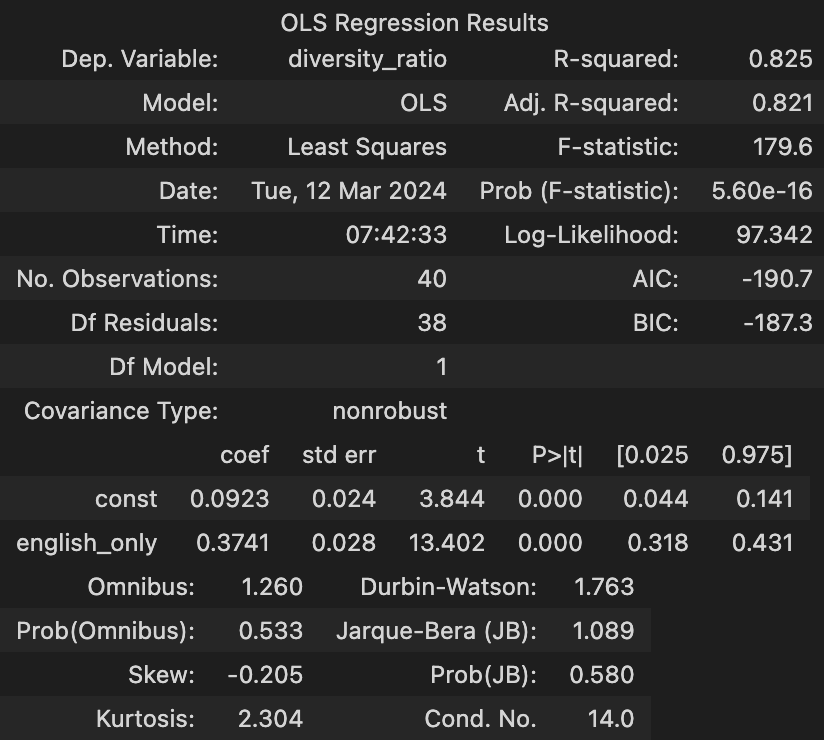 OLS Regression Results
Dep. Variable: diversity_ratio R-squared: 0.825
Model: OLS Adj. R-squared: 0.821
Method: Least Squares F-statistic: 179.6
Date: Tue, 12 Mar 2024 Prob (F-statistic): 5.60e-16
Time: 07:42:33 Log-Likelihood: 97.342
No. Observations: 40 AIC: -190.7
Df Residuals: 38 BIC: -187.3
Df Model: 1
Covariance Type: nonrobust
coef std err t P>|t| [0.025 0.975]
const 0.0923 0.024 3.844 0.000 0.044 0.141
english_only 0.3741 0.028 13.402 0.000 0.318 0.431
Omnibus: 1.260 Durbin-Watson: 1.763
Prob(Omnibus): 0.533 Jarque-Bera (JB): 1.089
Skew: -0.205 Prob(JB): 0.580
Kurtosis: 2.304 Cond. No. 14.0